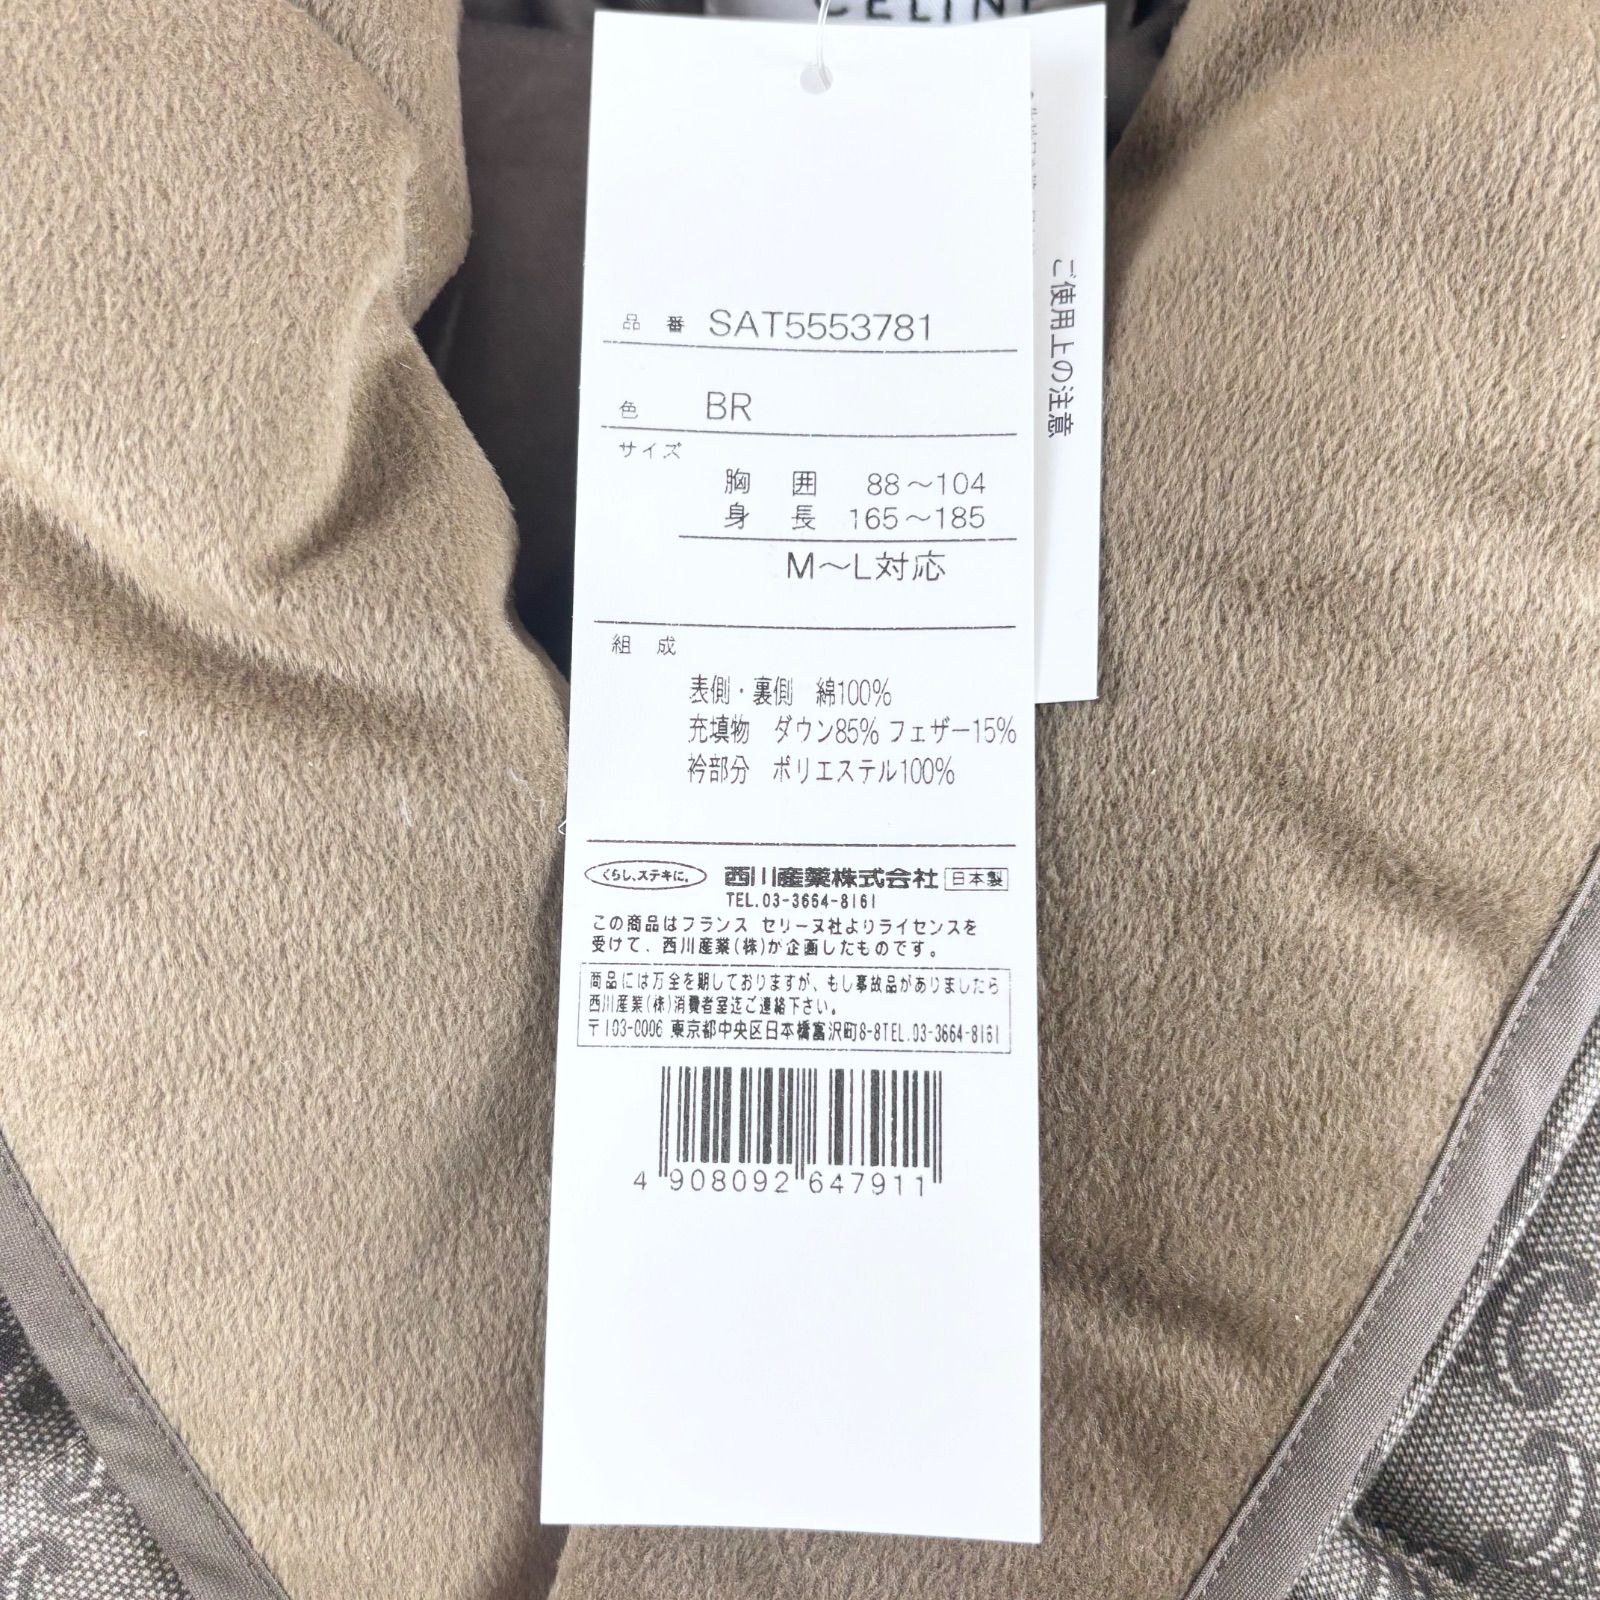 CELINE
品番 SAT5553781
色 BR
サイズ
胸囲 88～104
身長 165～185
M～L対応
組成
表側・裏側 綿100%
充填物 ダウン85% フェザー15%
衿部分 ポリエステル100%
くらし、ステキに。 西川産業株式会社 日本製
TEL.03-3664-8161
この商品はフランス セリーヌ社よりライセンスを
受けて、西川産業(株)が企画したものです。
商品には万全を期しておりますが、もし事故品がありましたら
西川産業(株)消費者室迄ご連絡下さい。
〒103-0006 東京都中央区日本橋富沢町8-8TEL.03-3664-8161
4 908092 647911
ご使用上の注意